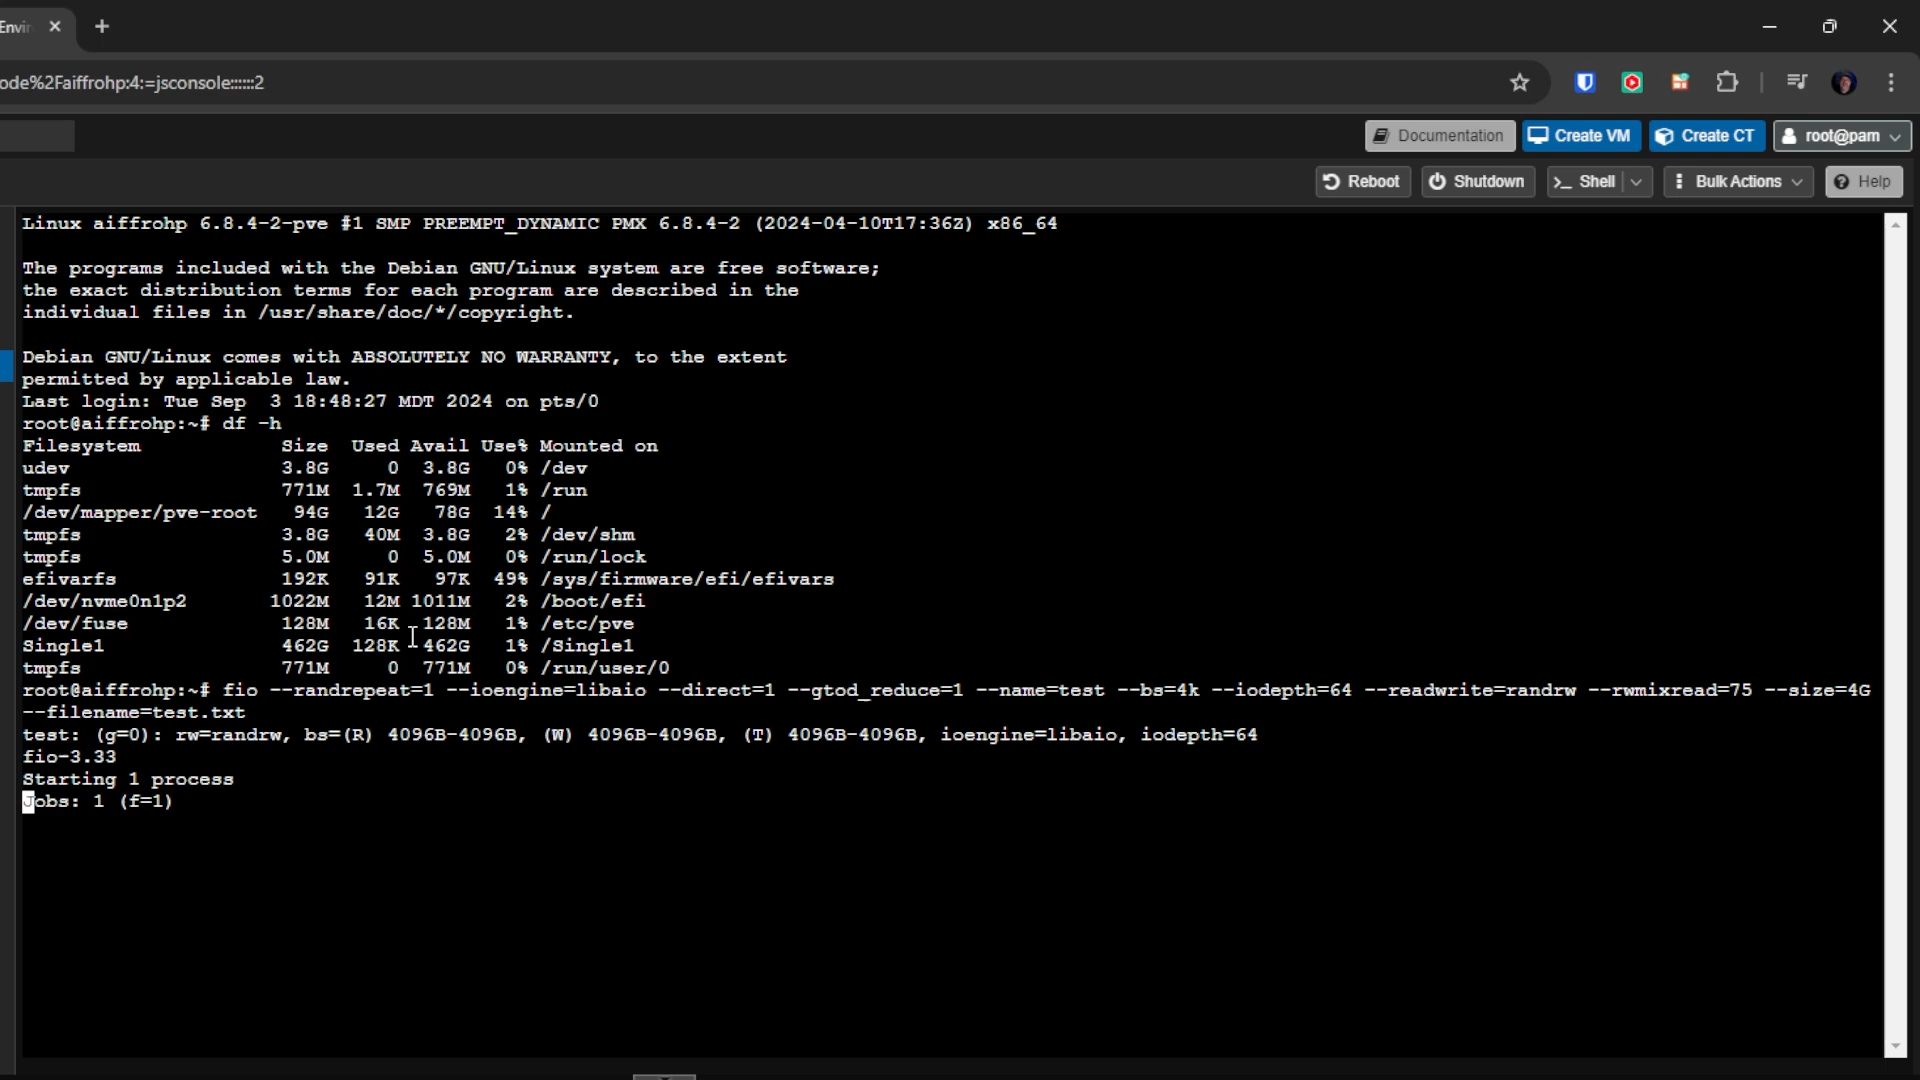 Envi
ode%2Faiffrohp:4:=jsconsole::::::2
Documentation Create VM Create CT root@pam
Reboot Shutdown >_ Shell Bulk Actions Help
Linux aiffrohp 6.8.4-2-pve #1 SMP PREEMPT_DYNAMIC PMX 6.8.4-2 (2024-04-10T17:36Z) x86_64
The programs included with the Debian GNU/Linux system are free software;
the exact distribution terms for each program are described in the
individual files in /usr/share/doc/*/copyright.
Debian GNU/Linux comes with ABSOLUTELY NO WARRANTY, to the extent
permitted by applicable law.
Last login: Tue Sep  3 18:48:27 MDT 2024 on pts/0
root@aiffrohp:~# df -h
Filesystem            Size  Used Avail Use% Mounted on
udev                  3.8G     0  3.8G   0% /dev
tmpfs                 771M  1.7M  769M   1% /run
/dev/mapper/pve-root   94G   12G   78G  14% /
tmpfs                 3.8G   40M  3.8G   2% /dev/shm
tmpfs                 5.0M     0  5.0M   0% /run/lock
efivarfs              192K   91K   97K  49% /sys/firmware/efi/efivars
/dev/nvme0n1p2       1022M   12M 1011M   2% /boot/efi
/dev/fuse             128M   16K  128M   1% /etc/pve
Single1               462G  128K  462G   1% /Single1
tmpfs                 771M     0  771M   0% /run/user/0
root@aiffrohp:~# fio --randrepeat=1 --ioengine=libaio --direct=1 --gtod_reduce=1 --name=test --bs=4k --iodepth=64 --readwrite=randrw --rwmixread=75 --size=4G
--filename=test.txt
test: (g=0): rw=randrw, bs=(R) 4096B-4096B, (W) 4096B-4096B, (T) 4096B-4096B, ioengine=libaio, iodepth=64
fio-3.33
Starting 1 process
Jobs: 1 (f=1)